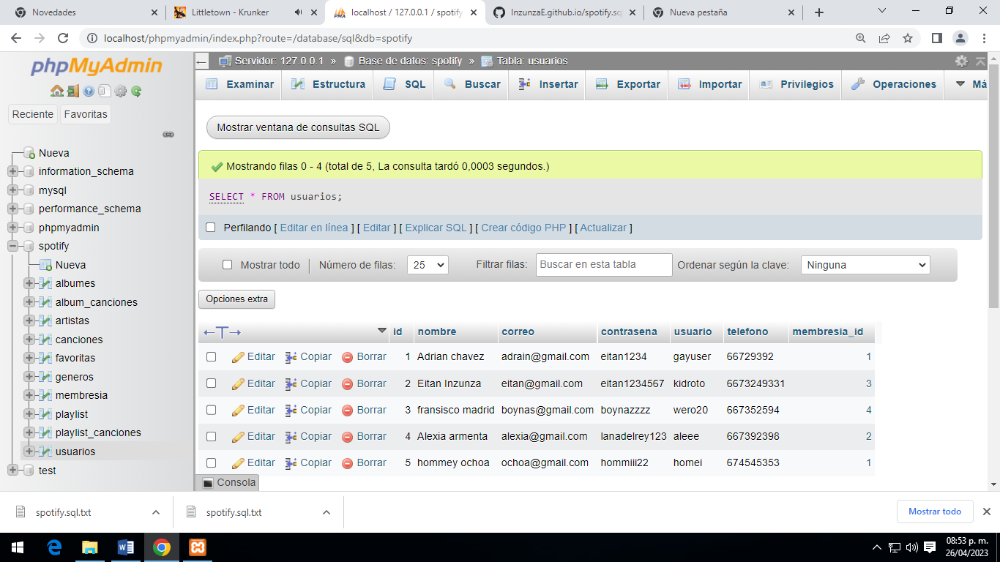 Novedades
Littletown - Krunker
localhost / 127.0.0.1 / spotify
InzunzaE.github.io/spotify.sq
Nueva pestaña
localhost/phpmyadmin/index.php?route=/database/sql&db=spotify
phpMyAdmin
Reciente Favoritas
Nueva
information_schema
mysql
performance_schema
phpmyadmin
spotify
Nueva
albumes
album_canciones
artistas
canciones
favoritas
generos
membresia
playlist
playlist_canciones
usuarios
test
Servidor: 127.0.0.1 » Base de datos: spotify » Tabla: usuarios
Examinar Estructura SQL Buscar Insertar Exportar Importar Privilegios Operaciones Má
Mostrar ventana de consultas SQL
Mostrando filas 0 - 4 (total de 5, La consulta tardó 0,0003 segundos.)
SELECT * FROM usuarios;
Perfilando [ Editar en línea ] [ Editar ] [ Explicar SQL ] [ Crear código PHP ] [ Actualizar ]
Mostrar todo Número de filas: 25 Filtrar filas: Buscar en esta tabla Ordenar según la clave: Ninguna
Opciones extra
id nombre correo contrasena usuario telefono membresia_id
Editar Copiar Borrar 1 Adrian chavez adrain@gmail.com eitan1234 gayuser 66729392 1
Editar Copiar Borrar 2 Eitan Inzunza eitan@gmail.com eitan1234567 kidroto 6673249331 3
Editar Copiar Borrar 3 fransisco madrid boynas@gmail.com boynazzzz wero20 667352594 4
Editar Copiar Borrar 4 Alexia armenta alexia@gmail.com lanadelrey123 aleee 667392398 2
Editar Copiar Borrar 5 hommey ochoa ochoa@gmail.com hommiii22 homei 674545353 1
Consola
spotify.sql.txt
spotify.sql.txt
Mostrar todo
08:53 p. m.
26/04/2023